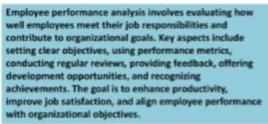 Employee performance analysis involves evaluating how
well employees meet their job responsibilities and
contribute to organizational goals. Key aspects include
setting clear objectives, using performance metrics,
conducting regular reviews, providing feedback, offering
development opportunities, and recognizing
achievements. The goal is to enhance productivity,
improve job satisfaction, and align employee performance
with organizational objectives.